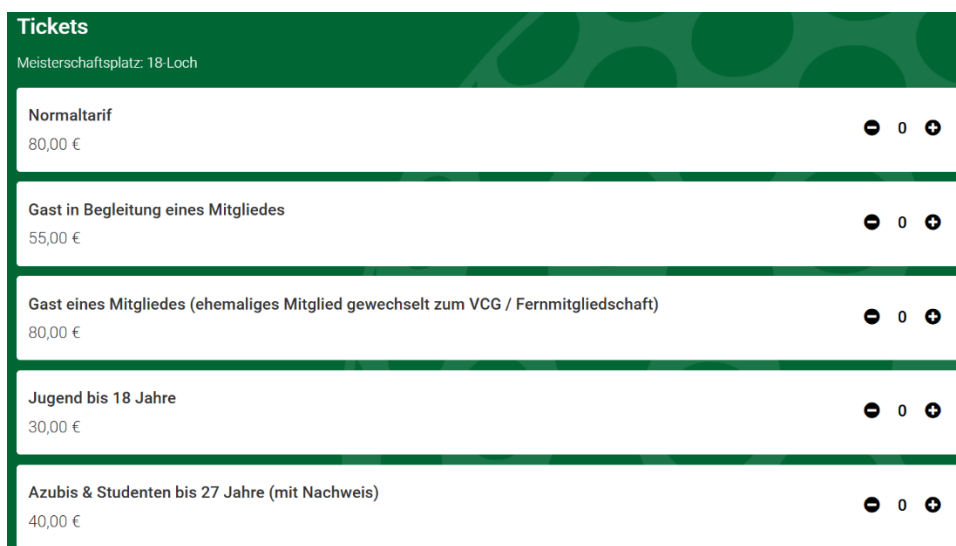 Tickets
Meisterschaftsplatz: 18-Loch
Normaltarif
80,00 €
0
Gast in Begleitung eines Mitgliedes
55,00 €
0
Gast eines Mitgliedes (ehemaliges Mitglied gewechselt zum VCG / Fernmitgliedschaft)
80,00 €
0
Jugend bis 18 Jahre
30,00 €
0
Azubis & Studenten bis 27 Jahre (mit Nachweis)
40,00 €
0